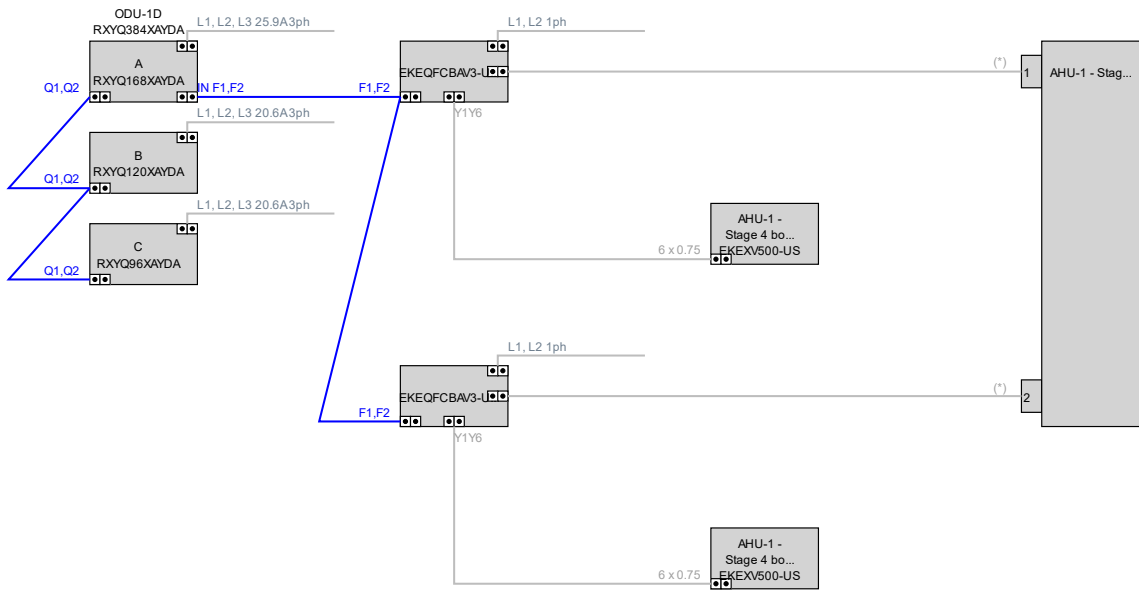 ODU-1D
RXYQ384XAYDA
L1, L2, L3 25.9A3ph
A
RXYQ168XAYDA
Q1,Q2
IN F1,F2
F1,F2
L1, L2 1ph
EKEQFCBAV3-U
Y1Y6
(*)
1
AHU-1 - Stag...
L1, L2, L3 20.6A3ph
B
RXYQ120XAYDA
Q1,Q2
L1, L2, L3 20.6A3ph
C
RXYQ96XAYDA
Q1,Q2
6 x 0.75
AHU-1 -
Stage 4 bo...
EKEXV500-US
L1, L2 1ph
EKEQFCBAV3-U
F1,F2
Y1Y6
(*)
2
6 x 0.75
AHU-1 -
Stage 4 bo...
EKEXV500-US